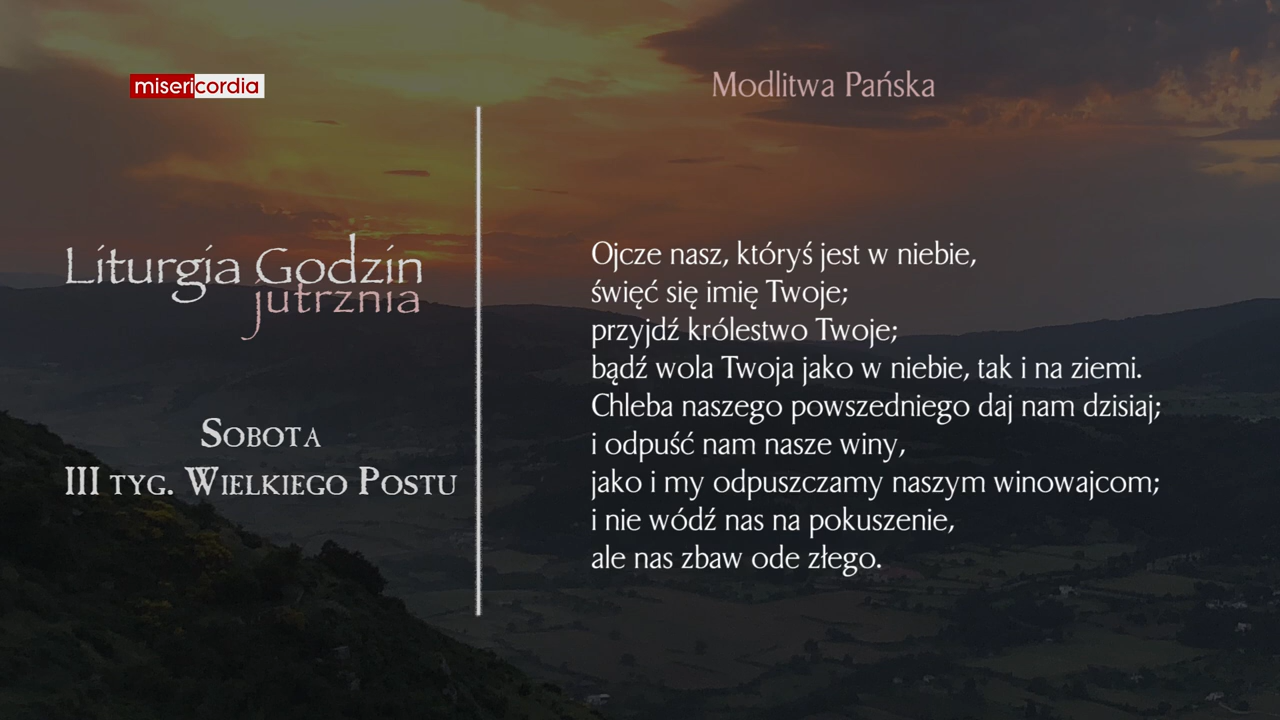 misericordia
Liturgia Godzin
jutrznia
Sobota
III tyg. Wielkiego Postu
Modlitwa Pańska
Ojcze nasz, któryś jest w niebie,
święć się imię Twoje;
przyjdź królestwo Twoje;
bądź wola Twoja jako w niebie, tak i na ziemi.
Chleba naszego powszedniego daj nam dzisiaj;
i odpuść nam nasze winy,
jako i my odpuszczamy naszym winowajcom;
i nie wódź nas na pokuszenie,
ale nas zbaw ode złego.